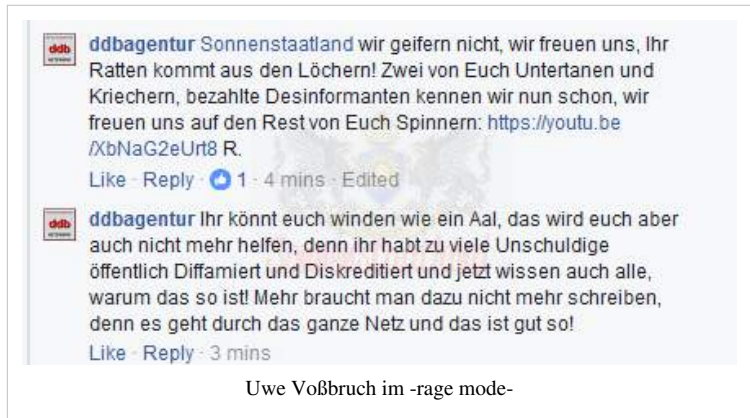 ddbagentur Sonnenstaatland wir geifern nicht, wir freuen uns, Ihr
Ratten kommt aus den Löchern! Zwei von Euch Untertanen und
Kriechern, bezahlte Desinformanten kennen wir nun schon, wir
freuen uns auf den Rest von Euch Spinnern: https://youtu.be
/XbNaG2eUrt8 R.
Like · Reply · 1 · 4 mins · Edited
ddbagentur Ihr könnt euch winden wie ein Aal, das wird euch aber
auch nicht mehr helfen, denn ihr habt zu viele Unschuldige
öffentlich Diffamiert und Diskreditiert und jetzt wissen auch alle,
warum das so ist! Mehr braucht man dazu nicht mehr schreiben,
denn es geht durch das ganze Netz und das ist gut so!
Like · Reply · 3 mins
Uwe Voßbruch im -rage mode-
ddb
ddb